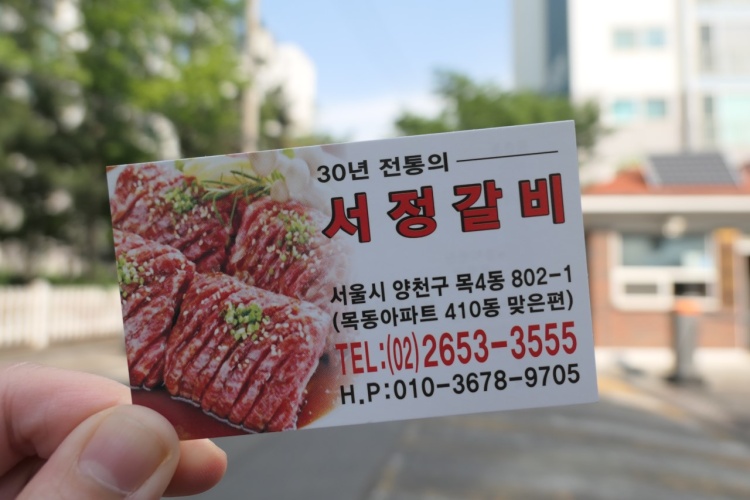 30년 전통의
서정갈비
서울시 양천구 목4동 802-1
(목동아파트 410동 맞은편)
TEL:(02)2653-3555
H.P:010-3678-9705